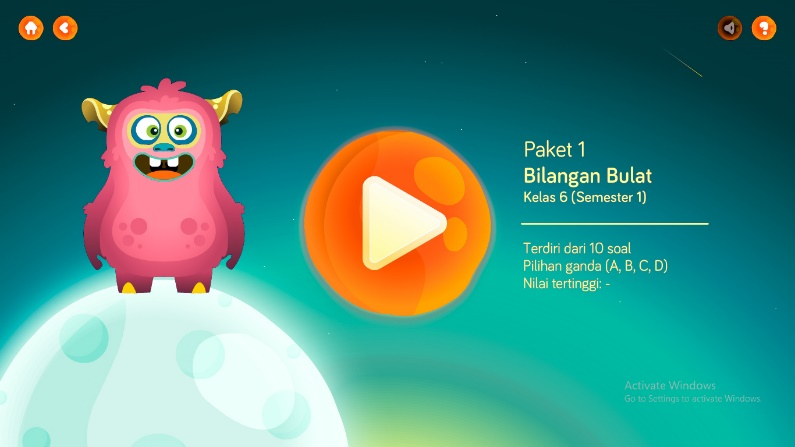 Paket 1
Bilangan Bulat
Kelas 6 (Semester 1)
Terdiri dari 10 soal
Pilihan ganda (A, B, C, D)
Nilai tertinggi: -
Activate Windows
Go to Settings to activate Windows.